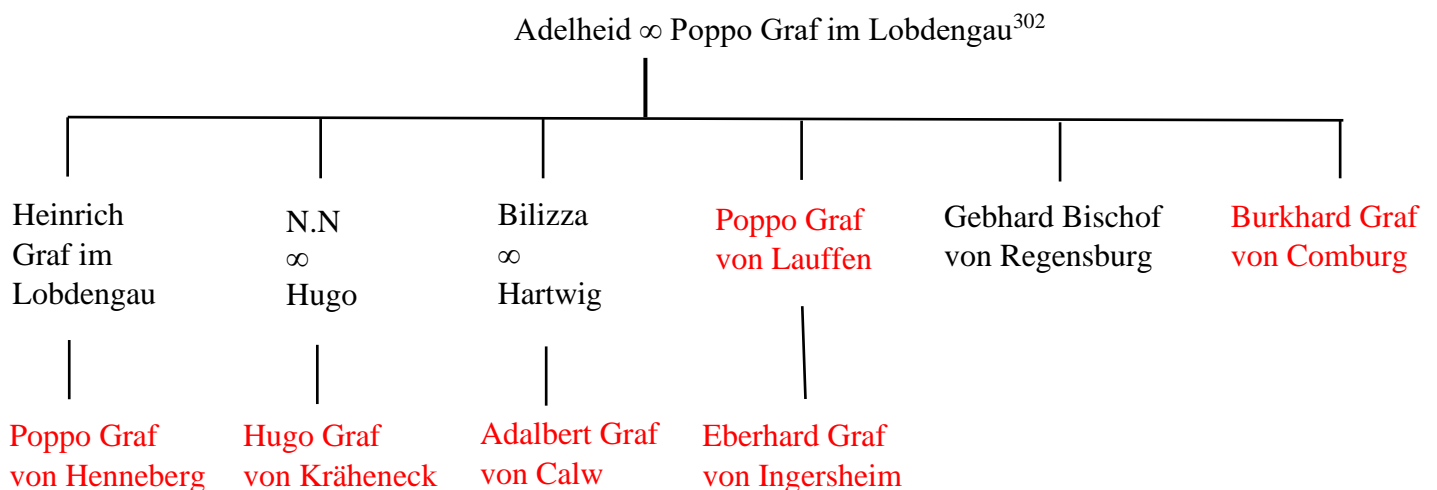 Adelheid ∞ Poppo Graf im Lobdengau³⁰²
Heinrich
Graf im
Lobdengau
N.N
∞
Hugo
Bilizza
∞
Hartwig
Poppo Graf
von Lauffen
Gebhard Bischof
von Regensburg
Burkhard Graf
von Comburg
Poppo Graf
von Henneberg
Hugo Graf
von Kräheneck
Adalbert Graf
von Calw
Eberhard Graf
von Ingersheim